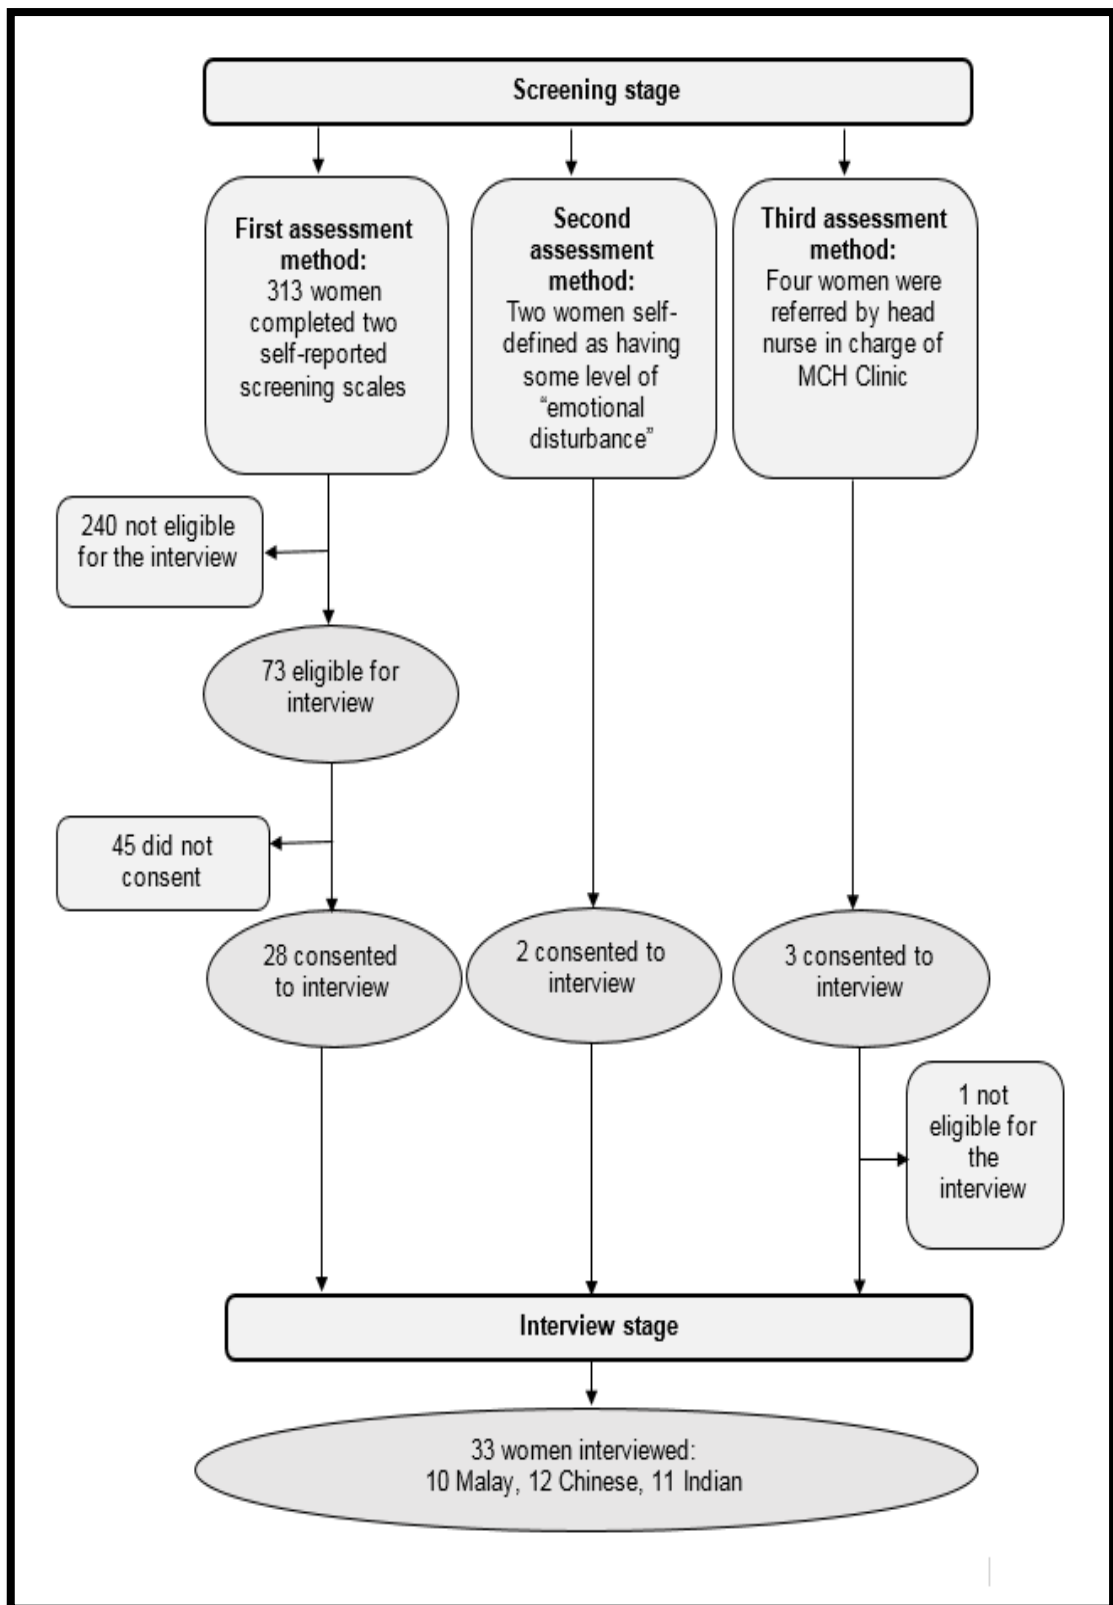 Screening stage
First assessment
method:
313 women
completed two
self-reported
screening scales
Second
assessment
method:
Two women self-
defined as having
some level of
“emotional
disturbance”
Third assessment
method:
Four women were
referred by head
nurse in charge of
MCH Clinic
240 not eligible
for the interview
73 eligible for
interview
45 did not
consent
28 consented
to interview
2 consented to
interview
3 consented to
interview
1 not
eligible for
the
interview
Interview stage
33 women interviewed:
10 Malay, 12 Chinese, 11 Indian